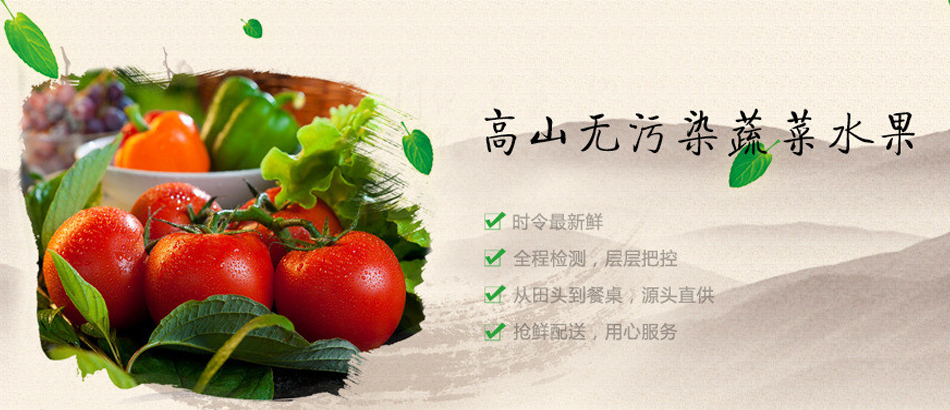 高山无污染蔬菜水果
时令最新鲜
全程检测，层层把控
从田头到餐桌，源头直供
抢鲜配送，用心服务